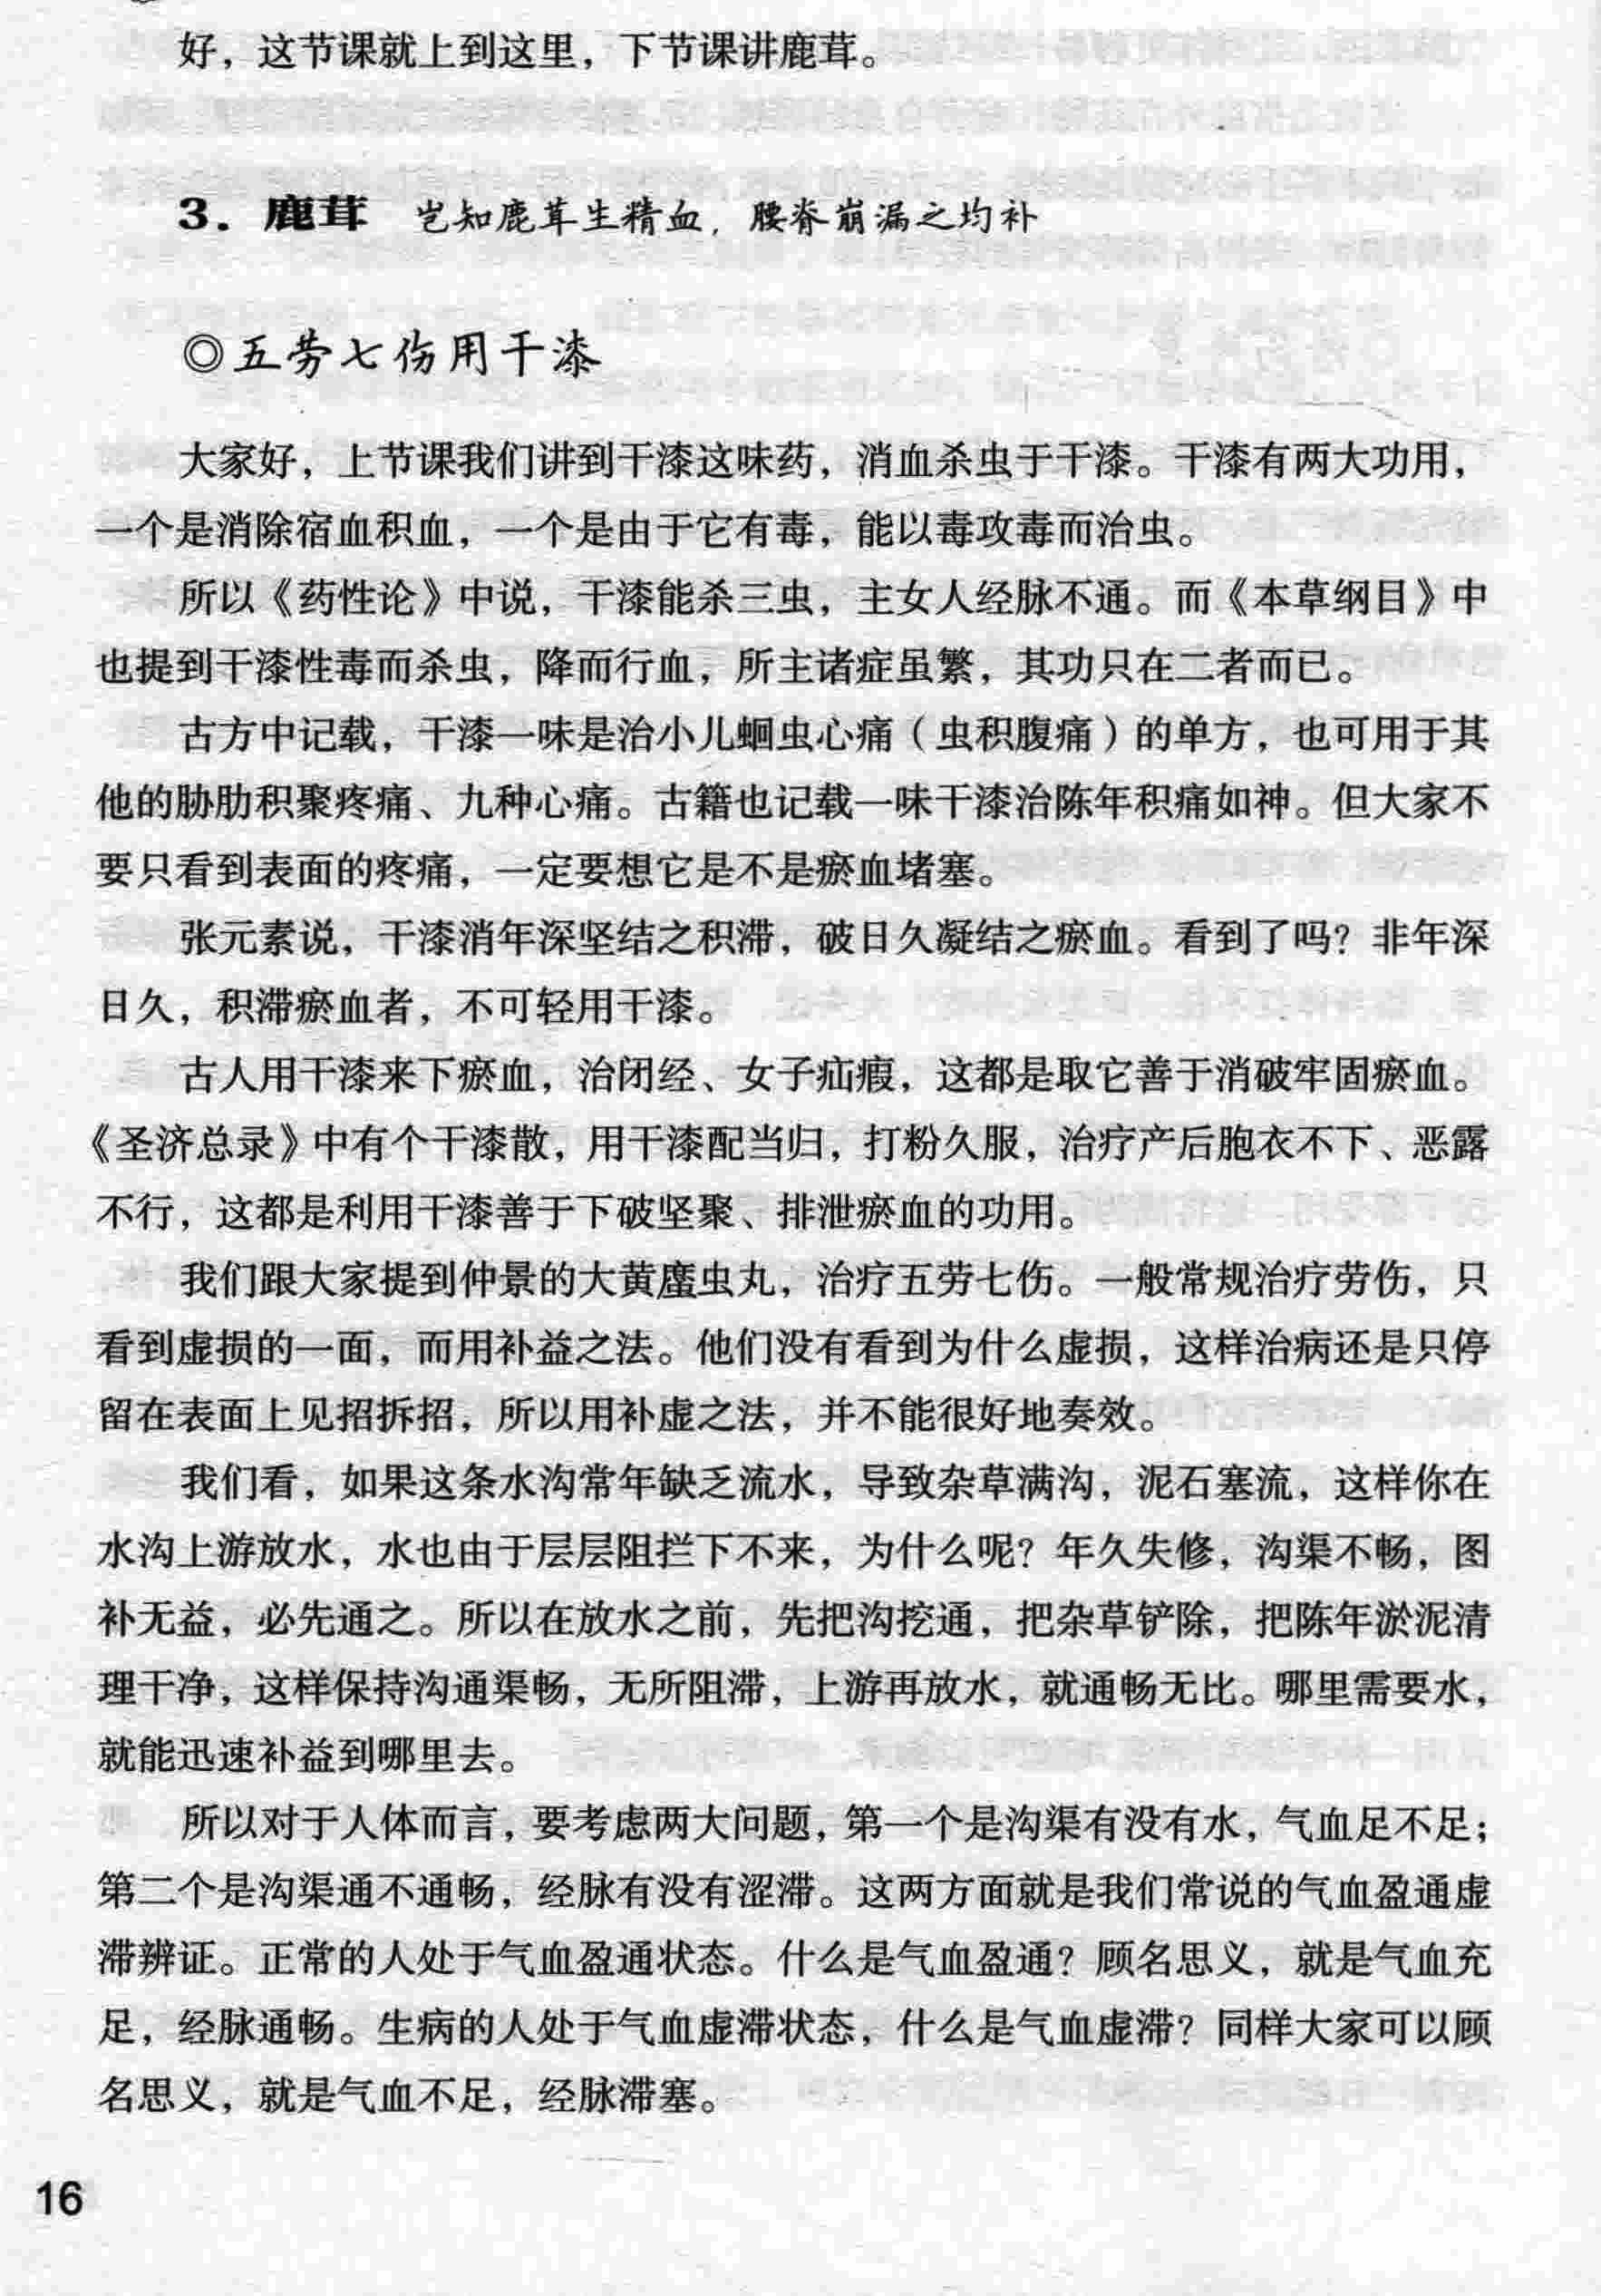 好，这节课就上到这里，下节课讲鹿茸。
3. 鹿茸 岂知鹿茸生精血，腰脊崩漏之均补
◎五劳七伤用干漆
大家好，上节课我们讲到干漆这味药，消血杀虫于干漆。干漆有两大功用，
一个是消除宿血积血，一个是由于它有毒，能以毒攻毒而治虫。
所以《药性论》中说，干漆能杀三虫，主女人经脉不通。而《本草纲目》中
也提到干漆性毒而杀虫，降而行血，所主诸症虽繁，其功只在二者而已。
古方中记载，干漆一味是治小儿蛔虫心痛（虫积腹痛）的单方，也可用于其
他的胁肋积聚疼痛、九种心痛。古籍也记载一味干漆治陈年积痛如神。但大家不
要只看到表面的疼痛，一定要想它是不是瘀血堵塞。
张元素说，干漆消年深坚结之积滞，破日久凝结之瘀血。看到了吗？非年深
日久，积滞瘀血者，不可轻用干漆。
古人用干漆来下瘀血，治闭经、女子疝瘕，这都是取它善于消破牢固瘀血。
《圣济总录》中有个干漆散，用干漆配当归，打粉久服，治疗产后胞衣不下、恶露
不行，这都是利用干漆善于下破坚聚、排泄瘀血的功用。
我们跟大家提到仲景的大黄䗪虫丸，治疗五劳七伤。一般常规治疗劳伤，只
看到虚损的一面，而用补益之法。他们没有看到为什么虚损，这样治病还是只停
留在表面上见招拆招，所以用补虚之法，并不能很好地奏效。
我们看，如果这条水沟常年缺乏流水，导致杂草满沟，泥石塞流，这样你在
水沟上游放水，水也由于层层阻拦下不来，为什么呢？年久失修，沟渠不畅，图
补无益，必先通之。所以在放水之前，先把沟挖通，把杂草铲除，把陈年淤泥清
理干净，这样保持沟通渠畅，无所阻滞，上游再放水，就通畅无比。哪里需要水，
就能迅速补益到哪里去。
所以对于人体而言，要考虑两大问题，第一个是沟渠有没有水，气血足不足；
第二个是沟渠通不通畅，经脉有没有涩滞。这两方面就是我们常说的气血盈通虚
滞辨证。正常的人处于气血盈通状态。什么是气血盈通？顾名思义，就是气血充
足，经脉通畅。生病的人处于气血虚滞状态，什么是气血虚滞？同样大家可以顾
名思义，就是气血不足，经脉滞塞。
16